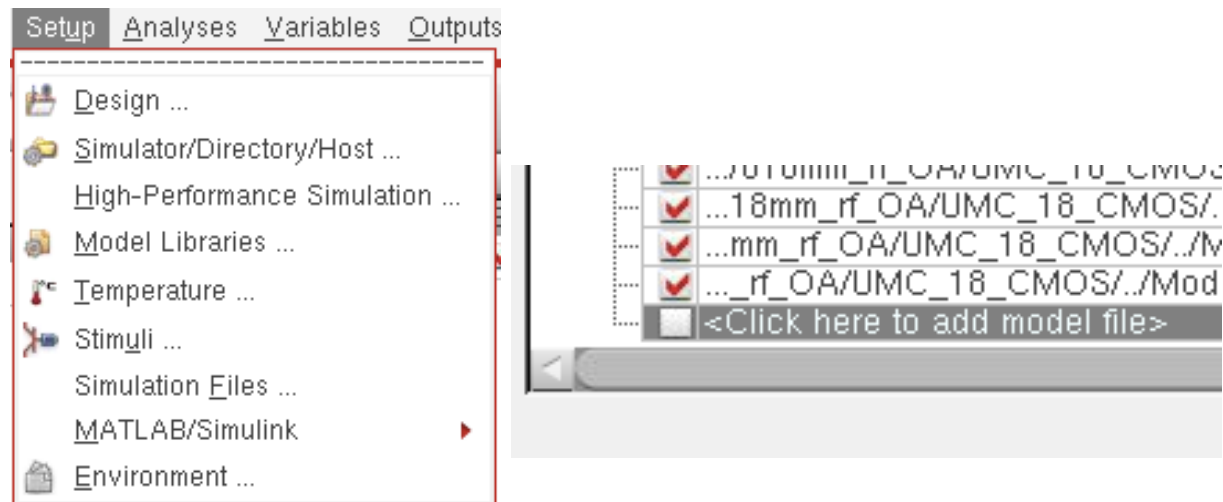 Setup Analyses Variables Outputs
Design ...
Simulator/Directory/Host ...
High-Performance Simulation ...
Model Libraries ...
Temperature ...
Stimuli ...
Simulation Files ...
MATLAB/Simulink
Environment ...
...18mm_rf_OA/UMC_18_CMOS/.
...mm_rf_OA/UMC_18_CMOS/../M
..._rf_OA/UMC_18_CMOS/../Mod
<Click here to add model file>